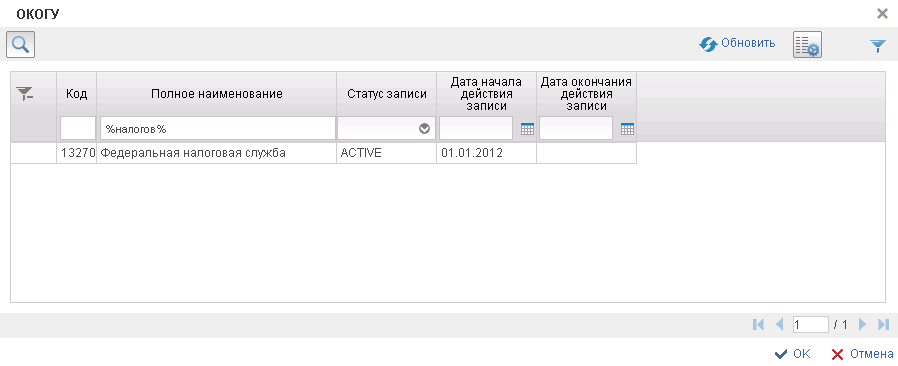 ОКОГУ
Обновить
Код
Полное наименование
Статус записи
Дата начала
действия
записи
Дата окончания
действия
записи
%налогов%
13270 Федеральная налоговая служба ACTIVE 01.01.2012
1 / 1
OK Отмена